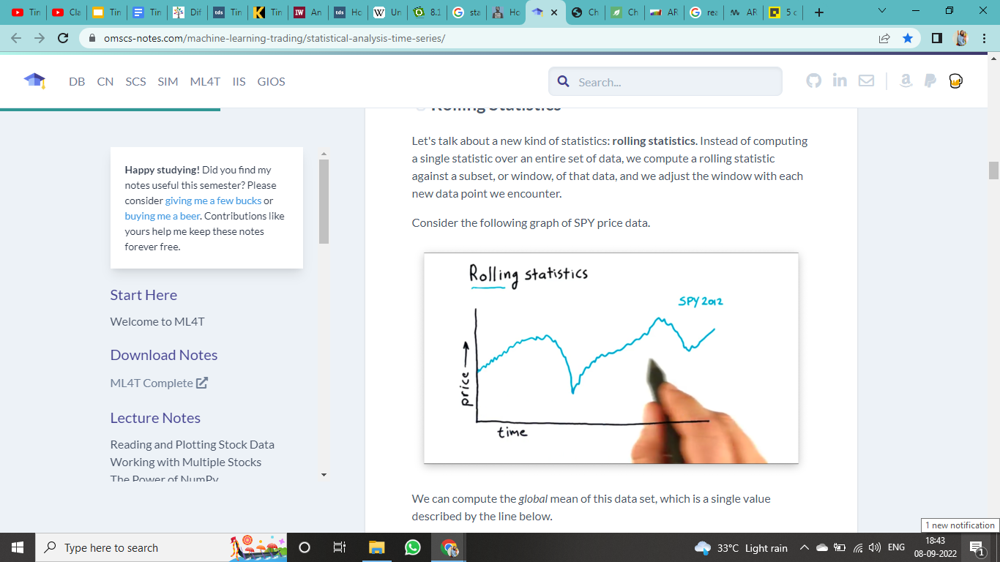 Tin
Cla
Tin
Tin
Tin
Dif
tds Tin
Tin
An
tds Ho
Un
8.1
sta
Ho
Ch
Ch
AR
rea
AR
5 c
omscs-notes.com/machine-learning-trading/statistical-analysis-time-series/
DB CN SCS SIM ML4T IIS GIOS
Search...
Rolling Statistics
Happy studying! Did you find my
notes useful this semester? Please
consider giving me a few bucks or
buying me a beer. Contributions like
yours help me keep these notes
forever free.
Start Here
Welcome to ML4T
Download Notes
ML4T Complete
Lecture Notes
Reading and Plotting Stock Data
Working with Multiple Stocks
The Power of NumPy
Let's talk about a new kind of statistics: rolling statistics. Instead of computing
a single statistic over an entire set of data, we compute a rolling statistic
against a subset, or window, of that data, and we adjust the window with each
new data point we encounter.
Consider the following graph of SPY price data.
Rolling statistics
SPY 2012
price
time
We can compute the global mean of this data set, which is a single value
described by the line below.
1 new notification
Type here to search
33°C Light rain
ENG
18:43
08-09-2022
1